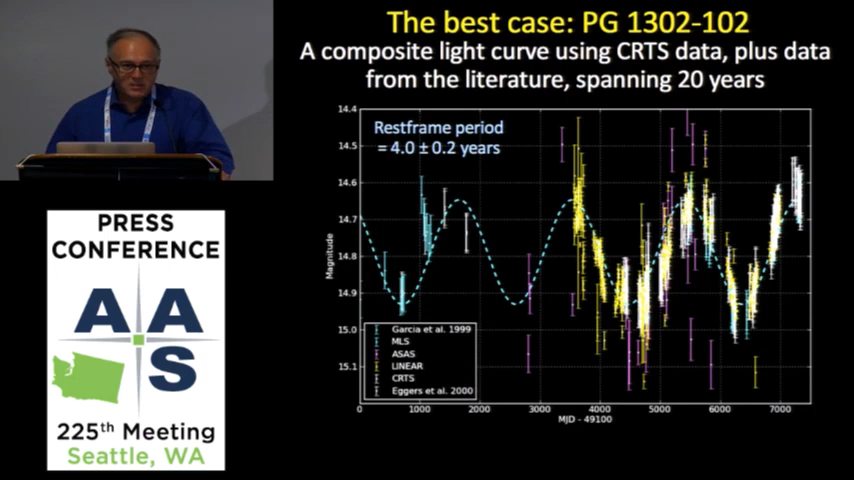 The best case: PG 1302-102
A composite light curve using CRTS data, plus data
from the literature, spanning 20 years
Restframe period
= 4.0 ± 0.2 years
14.4
14.5
14.6
14.7
14.8
14.9
15.0
15.1
Magnitude
Garcia et al. 1999
MLS
ASAS
LINEAR
CRTS
Eggers et al. 2000
0
1000
2000
3000
4000
5000
6000
7000
MJD - 49100
PRESS
CONFERENCE
AAS
225th Meeting
Seattle, WA